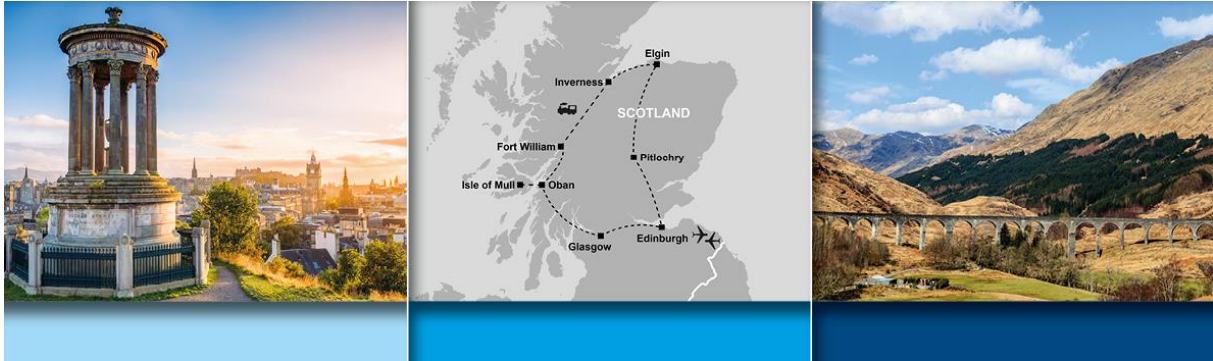 Elgin
Inverness
SCOTLAND
Fort William
Pitlochry
Isle of Mull
Oban
Glasgow
Edinburgh